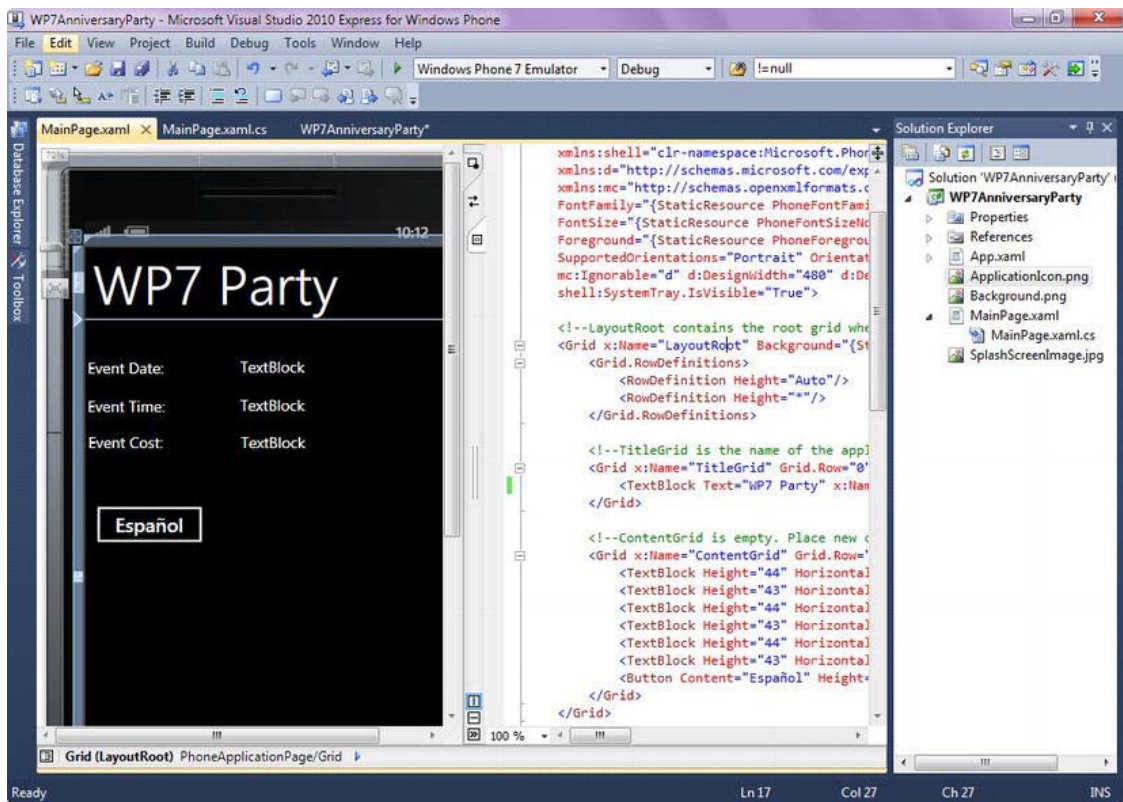 WP7AnniversaryParty - Microsoft Visual Studio 2010 Express for Windows Phone
File Edit View Project Build Debug Tools Window Help
Windows Phone 7 Emulator Debug !=null
MainPage.xaml MainPage.xaml.cs WP7AnniversaryParty*
Database Explorer
Toolbox
70%
10:12
WP7 Party
Event Date: TextBlock
Event Time: TextBlock
Event Cost: TextBlock
Español
xmlns:shell="clr-namespace:Microsoft.Phor
xmlns:d="http://schemas.microsoft.com/exp
xmlns:mc="http://schemas.openxmlformats.o
FontFamily="{StaticResource PhoneFontFami
FontSize="{StaticResource PhoneFontSizeNo
Foreground="{StaticResource PhoneForegrou
SupportedOrientations="Portrait" Orientat
mc:Ignorable="d" d:DesignWidth="480" d:De
shell:SystemTray.IsVisible="True">
<!--LayoutRoot contains the root grid whe
<Grid x:Name="LayoutRoot" Background="{St
<Grid.RowDefinitions>
<RowDefinition Height="Auto"/>
<RowDefinition Height="*"/>
</Grid.RowDefinitions>
<!--TitleGrid is the name of the appl
<Grid x:Name="TitleGrid" Grid.Row="0"
<TextBlock Text="WP7 Party" x:Nam
</Grid>
<!--ContentGrid is empty. Place new c
<Grid x:Name="ContentGrid" Grid.Row="
<TextBlock Height="44" Horizontal
<TextBlock Height="43" Horizontal
<TextBlock Height="44" Horizontal
<TextBlock Height="43" Horizontal
<TextBlock Height="44" Horizontal
<TextBlock Height="43" Horizontal
<Button Content="Español" Height=
</Grid>
</Grid>
100 %
Grid (LayoutRoot) PhoneApplicationPage/Grid
Solution Explorer
Solution 'WP7AnniversaryParty' (
WP7AnniversaryParty
Properties
References
App.xaml
ApplicationIcon.png
Background.png
MainPage.xaml
MainPage.xaml.cs
SplashScreenImage.jpg
Ready Ln 17 Col 27 Ch 27 INS